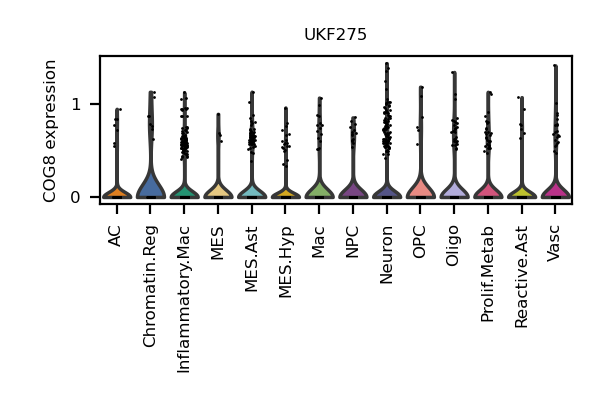 UKF275
COG8 expression
1
0
AC
Chromatin.Reg
Inflammatory.Mac
MES
MES.Ast
MES.Hyp
Mac
NPC
Neuron
OPC
Oligo
Prolif.Metab
Reactive.Ast
Vasc